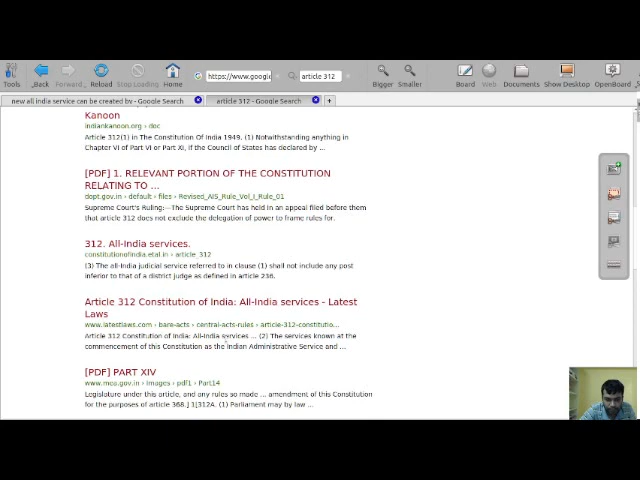 Tools
Back
Forward
Reload
Stop Loading
Home
https://www.googl
article 312
Bigger
Smaller
Board
Web
Documents
Show Desktop
OpenBoard
new all india service can be created by - Google Search
article 312 - Google Search
Kanoon
indiankanoon.org › doc
Article 312(1) in The Constitution Of India 1949. (1) Notwithstanding anything in
Chapter VI of Part VI or Part XI, if the Council of States has declared by ...
[PDF] 1. RELEVANT PORTION OF THE CONSTITUTION
RELATING TO ...
dopt.gov.in › default › files › Revised_AIS_Rule_Vol_I_Rule_01
Supreme Court's Ruling:—The Supreme Court has held in an appeal filed before them
that article 312 does not exclude the delegation of power to frame rules for.
312. All-India services.
constitutionofindia.etal.in › article_312
(3) The all-India judicial service referred to in clause (1) shall not include any post
inferior to that of a district judge as defined in article 236.
Article 312 Constitution of India: All-India services - Latest
Laws
www.latestlaws.com › bare-acts › central-acts-rules › article-312-constitutio...
Article 312 Constitution of India: All-India services ... (2) The services known at the
commencement of this Constitution as the Indian Administrative Service and ...
[PDF] PART XIV
www.mea.gov.in › Images › pdf1 › Part14
Legislature under this article, and any rules so made ... amendment of this Constitution
for the purposes of article 368.] 1[312A. (1) Parliament may by law ...